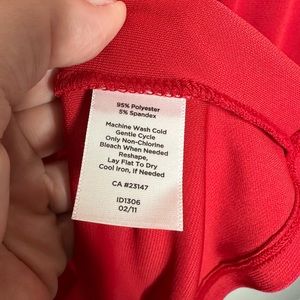 95% Polyester
5% Spandex
Machine Wash Cold
Gentle Cycle
Only Non-Chlorine
Bleach When Needed
Reshape,
Lay Flat To Dry
Cool Iron, If Needed
CA #23147
ID1306
02/11